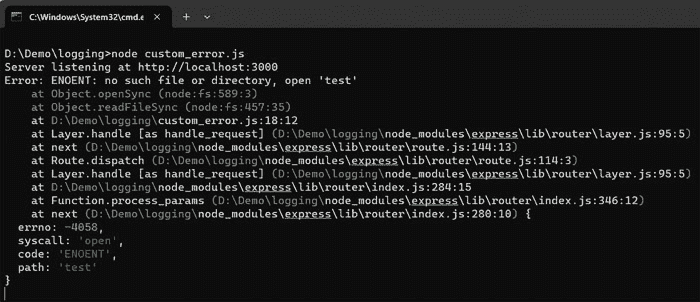 C:\Windows\System32\cmd.e
D:\Demo\logging>node custom_error.js
Server listening at http://localhost:3000
Error: ENOENT: no such file or directory, open 'test'
    at Object.openSync (node:fs:589:3)
    at Object.readFileSync (node:fs:457:35)
    at D:\Demo\logging\custom_error.js:18:12
    at Layer.handle [as handle_request] (D:\Demo\logging\node_modules\express\lib\router\layer.js:95:5)
    at next (D:\Demo\logging\node_modules\express\lib\router\route.js:144:13)
    at Route.dispatch (D:\Demo\logging\node_modules\express\lib\router\route.js:114:3)
    at Layer.handle [as handle_request] (D:\Demo\logging\node_modules\express\lib\router\layer.js:95:5)
    at D:\Demo\logging\node_modules\express\lib\router\index.js:284:15
    at Function.process_params (D:\Demo\logging\node_modules\express\lib\router\index.js:346:12)
    at next (D:\Demo\logging\node_modules\express\lib\router\index.js:280:10) {
  errno: -4058,
  syscall: 'open',
  code: 'ENOENT',
  path: 'test'
}